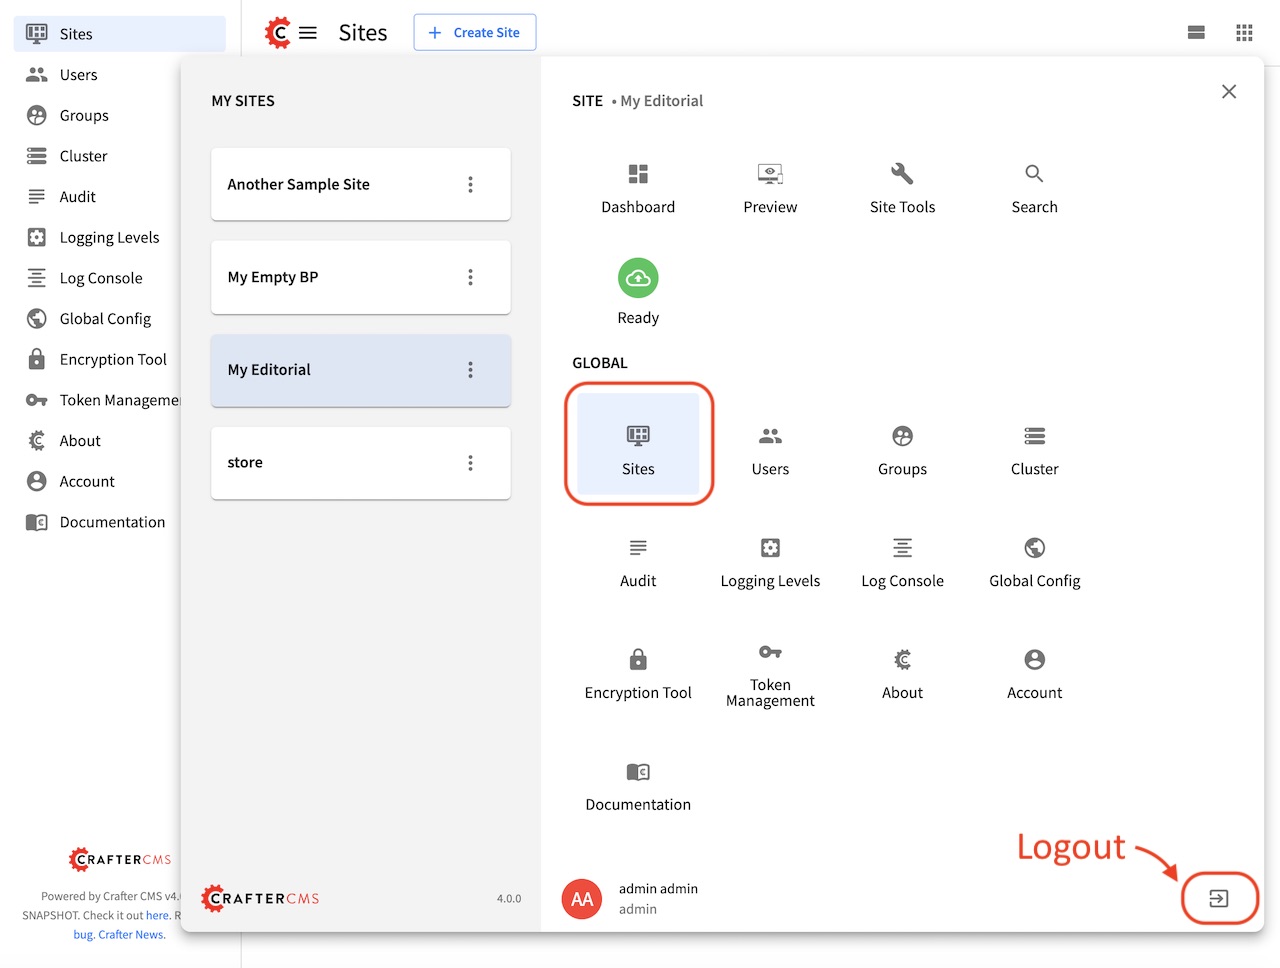 Sites
Users
Groups
Cluster
Audit
Logging Levels
Log Console
Global Config
Encryption Tool
Token Manageme
About
Account
Documentation
CRAFTERCMS
Powered by Crafter CMS v4.
SNAPSHOT. Check it out here. R
bug. Crafter News.
Sites
+ Create Site
MY SITES
Another Sample Site
My Empty BP
My Editorial
store
CRAFTERCMS
4.0.0
SITE • My Editorial
Dashboard
Preview
Site Tools
Search
Ready
GLOBAL
Sites
Users
Groups
Cluster
Audit
Logging Levels
Log Console
Global Config
Encryption Tool
Token
Management
About
Account
Documentation
Logout
AA
admin admin
admin